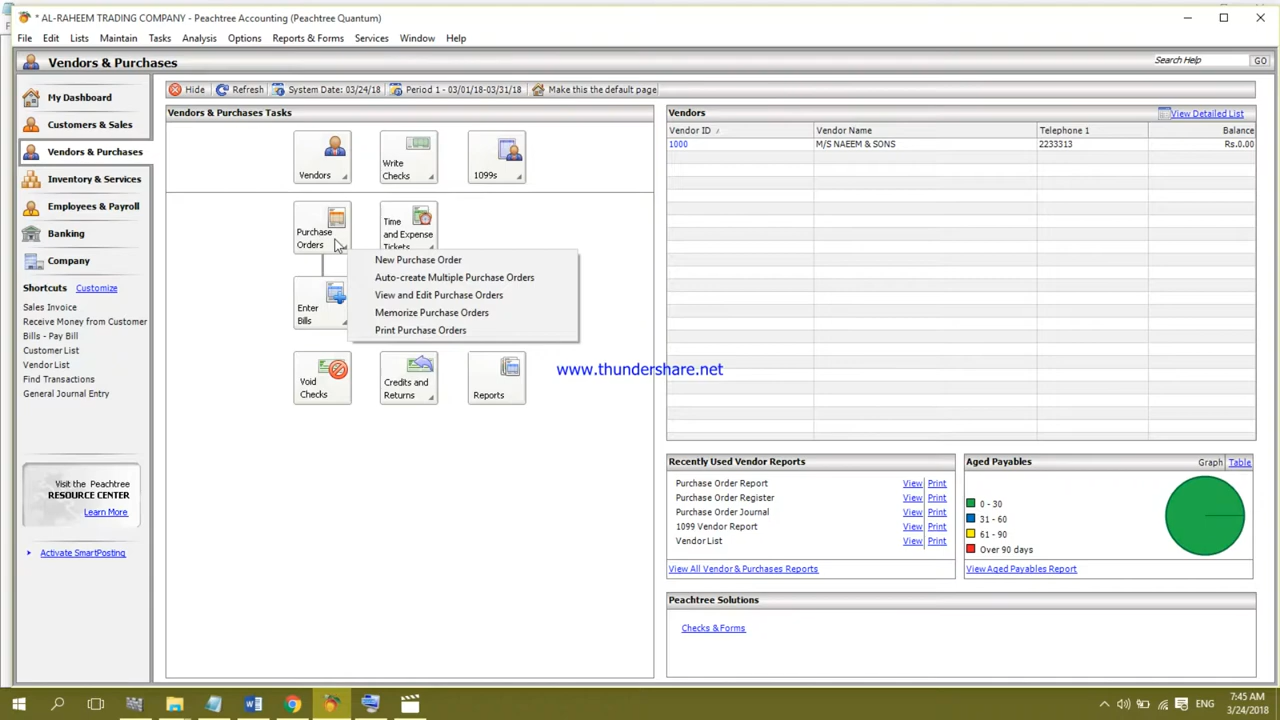 * AL-RAHEEM TRADING COMPANY - Peachtree Accounting (Peachtree Quantum)
File Edit Lists Maintain Tasks Analysis Options Reports & Forms Services Window Help
Vendors & Purchases
Search Help GO
Hide Refresh System Date: 03/24/18 Period 1 - 03/01/18-03/31/18 Make this the default page
My Dashboard
Customers & Sales
Vendors & Purchases
Inventory & Services
Employees & Payroll
Banking
Company
Shortcuts Customize
Sales Invoice
Receive Money from Customer
Bills - Pay Bill
Customer List
Vendor List
Find Transactions
General Journal Entry
Visit the Peachtree
RESOURCE CENTER
Learn More
Activate SmartPosting
Vendors & Purchases Tasks
Vendors
Write
Checks
1099s
Purchase
Orders
Time
and Expense
Tickets
New Purchase Order
Auto-create Multiple Purchase Orders
View and Edit Purchase Orders
Memorize Purchase Orders
Print Purchase Orders
Enter
Bills
Void
Checks
Credits and
Returns
Reports
www.thundershare.net
Vendors View Detailed List
Vendor ID / Vendor Name Telephone 1 Balance
1000 M/S NAEEM & SONS 2233313 Rs.0.00
Recently Used Vendor Reports
Purchase Order Report View Print
Purchase Order Register View Print
Purchase Order Journal View Print
1099 Vendor Report View Print
Vendor List View Print
View All Vendor & Purchases Reports
Aged Payables Graph Table
0 - 30
31 - 60
61 - 90
Over 90 days
View Aged Payables Report
Peachtree Solutions
Checks & Forms
ENG
7:45 AM
3/24/2018